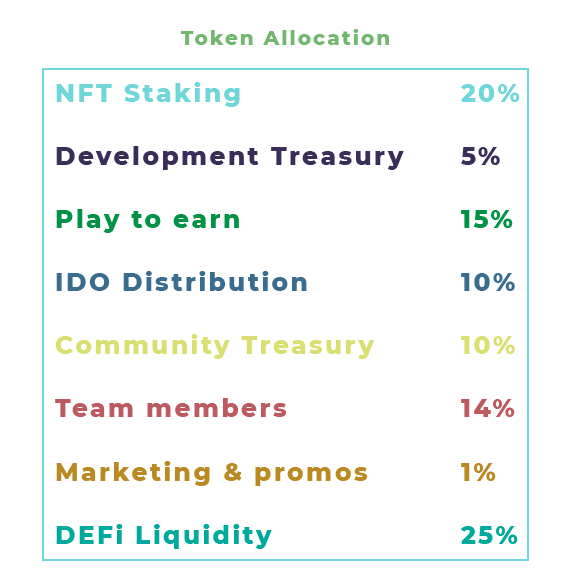 Token Allocation
NFT Staking 20%
Development Treasury 5%
Play to earn 15%
IDO Distribution 10%
Community Treasury 10%
Team members 14%
Marketing & promos 1%
DEFi Liquidity 25%